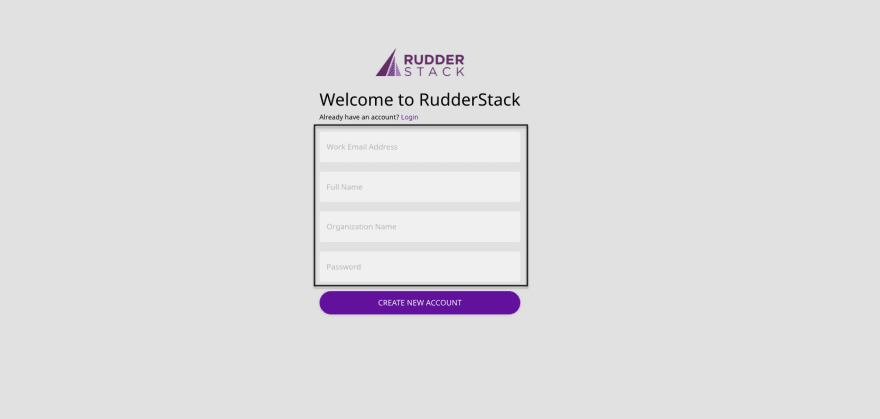 RUDDER
STACK
Welcome to RudderStack
Already have an account? Login
Work Email Address
Full Name
Organization Name
Password
CREATE NEW ACCOUNT